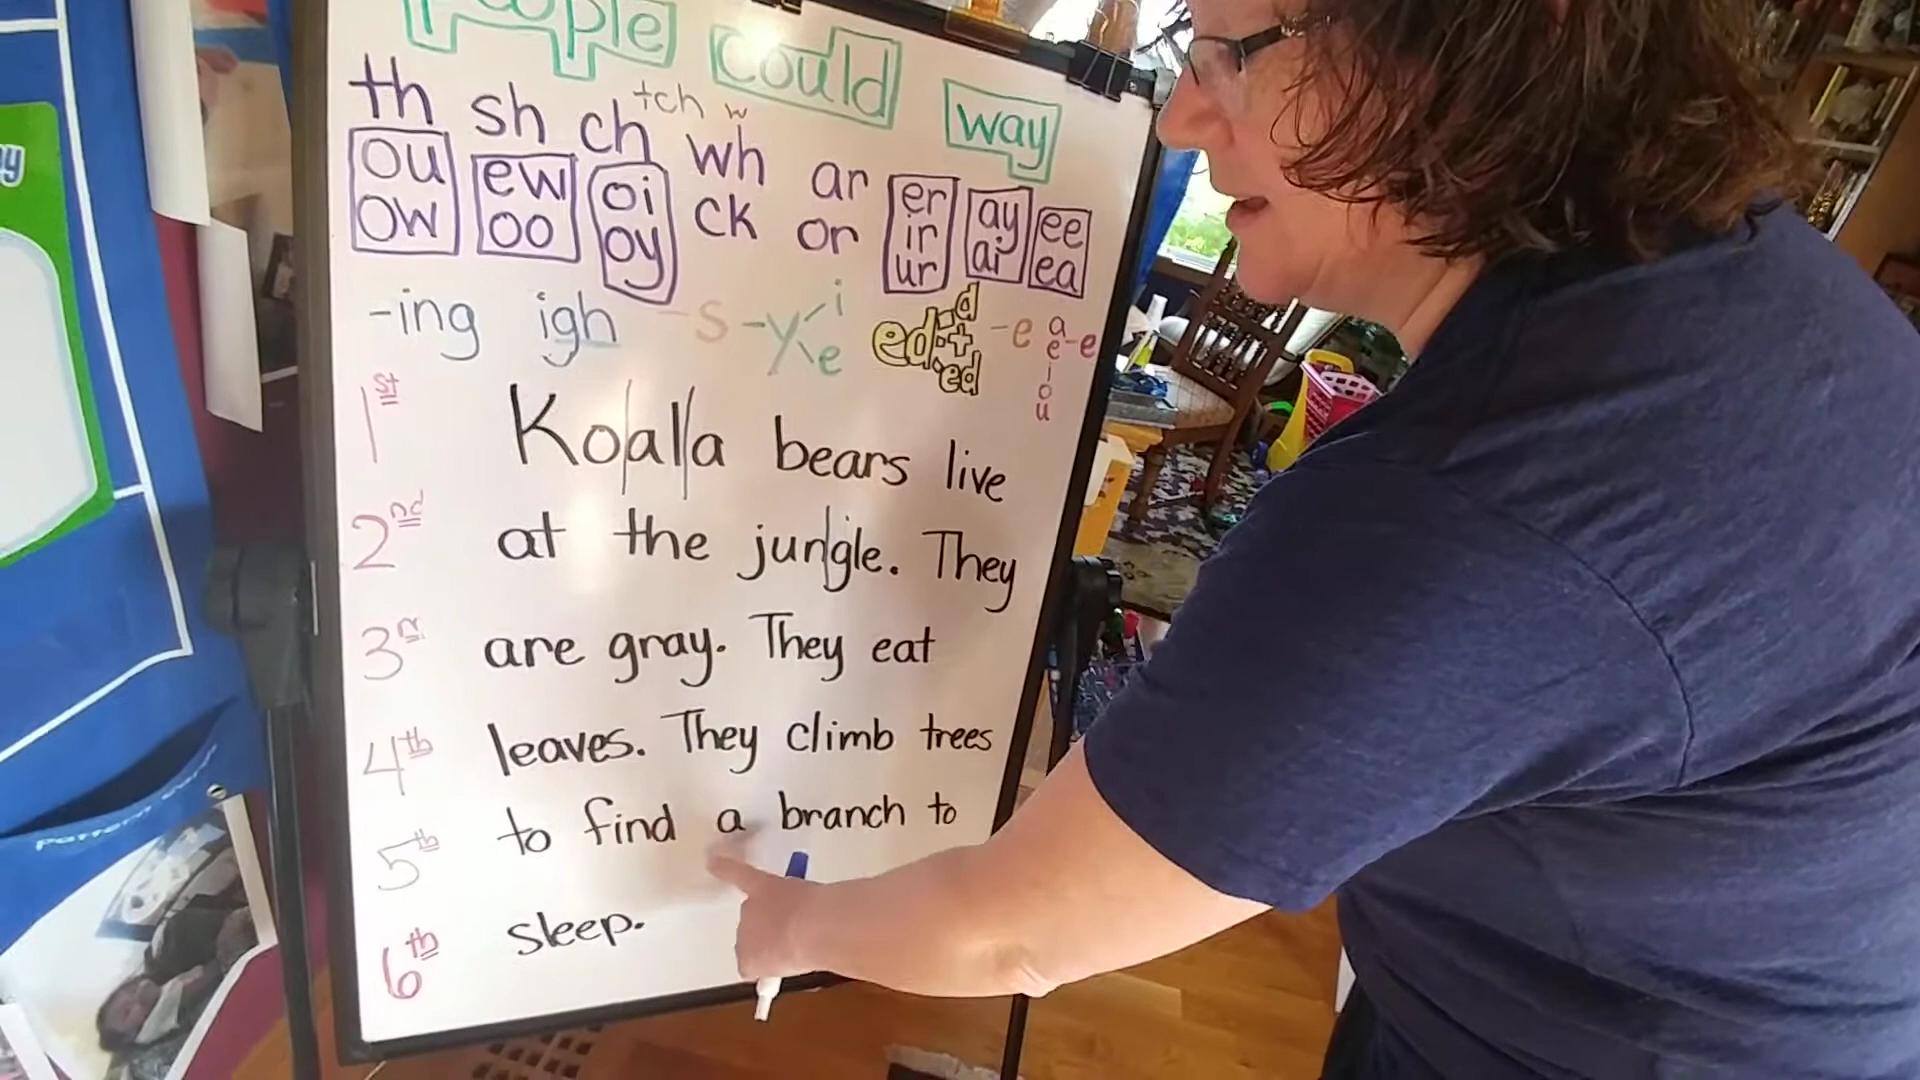 people could way
th sh ch tch wh w ar
ou ow ew oo oi oy ck or er ir ur ay ai ee ea
-ing igh -s -y i e ed d t ed -e a e i o u -e
1st Koalla bears live
2nd at the jungle. They
3r are gray. They eat
4th leaves. They climb trees
5th to find a branch to
6th sleep.